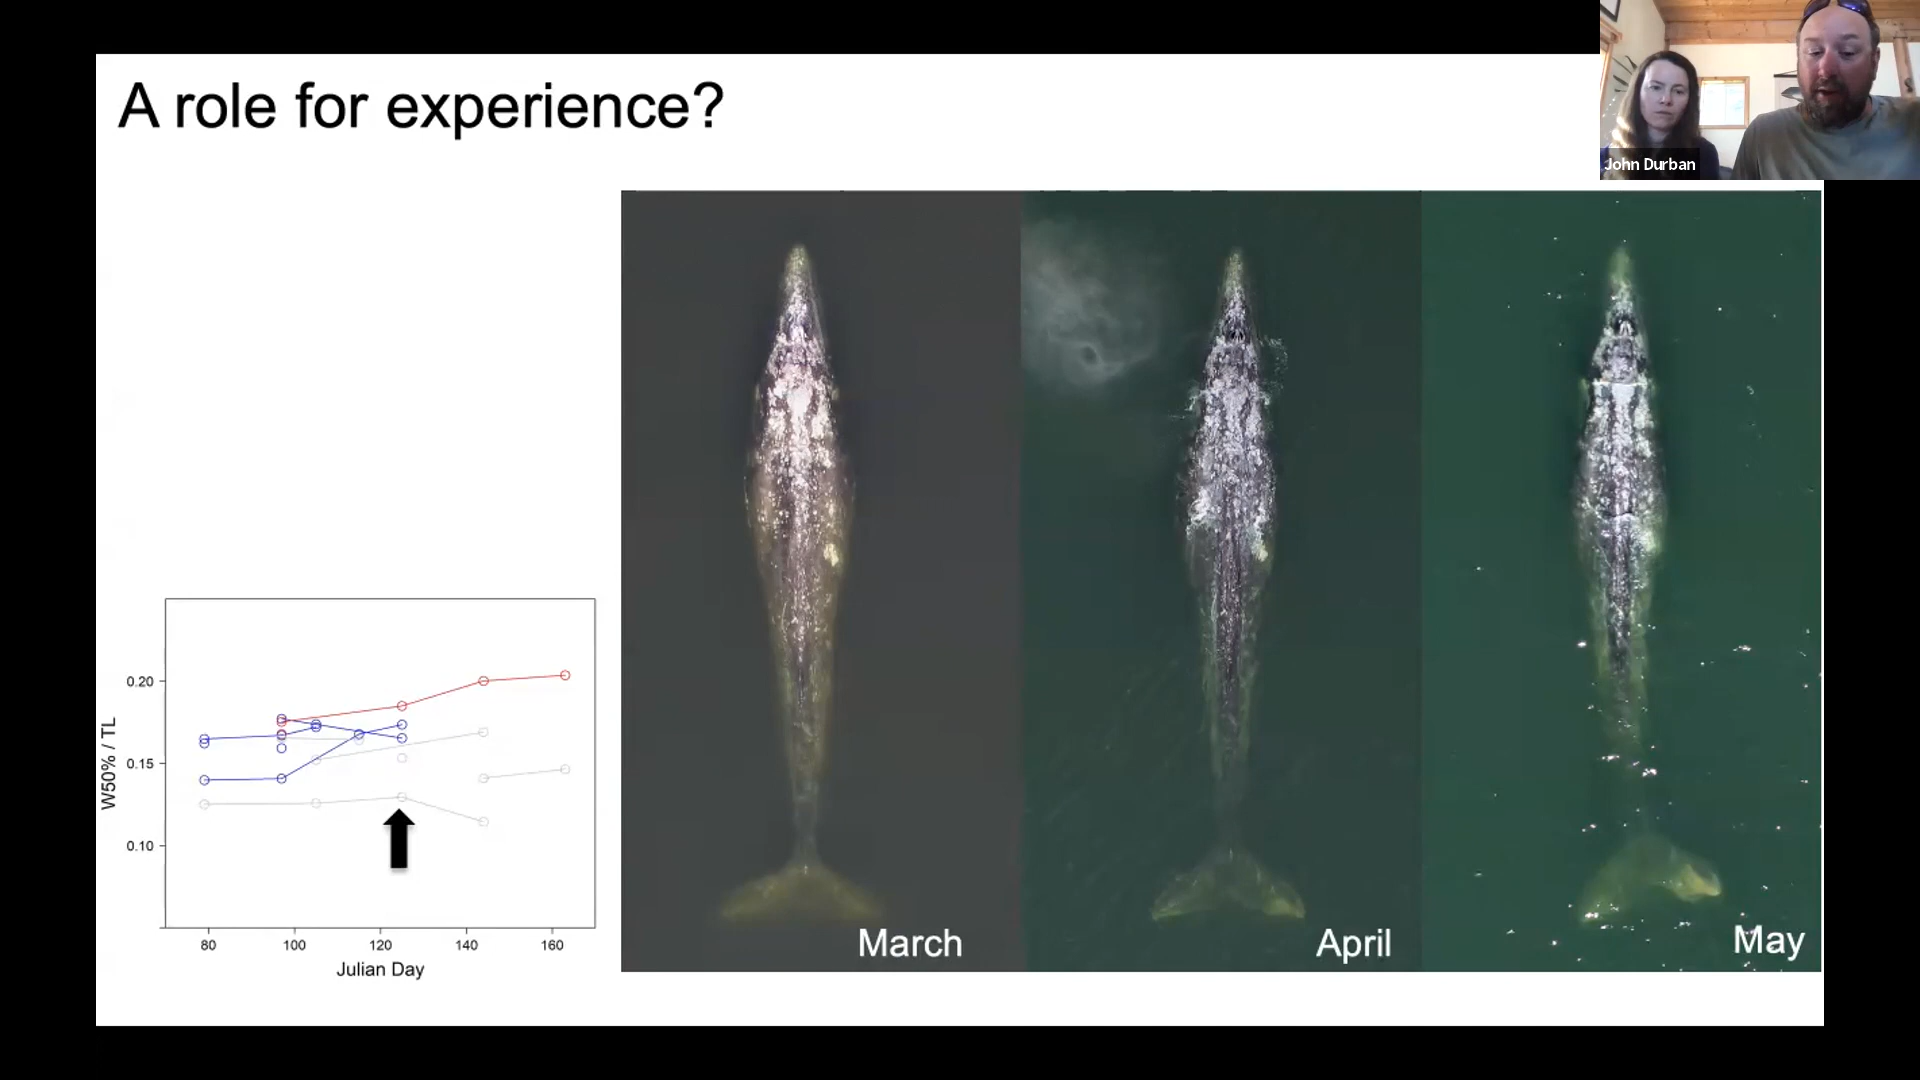 A role for experience?
John Durban
0.20
0.15
0.10
W50% / TL
80 100 120 140 160
Julian Day
March
April
May